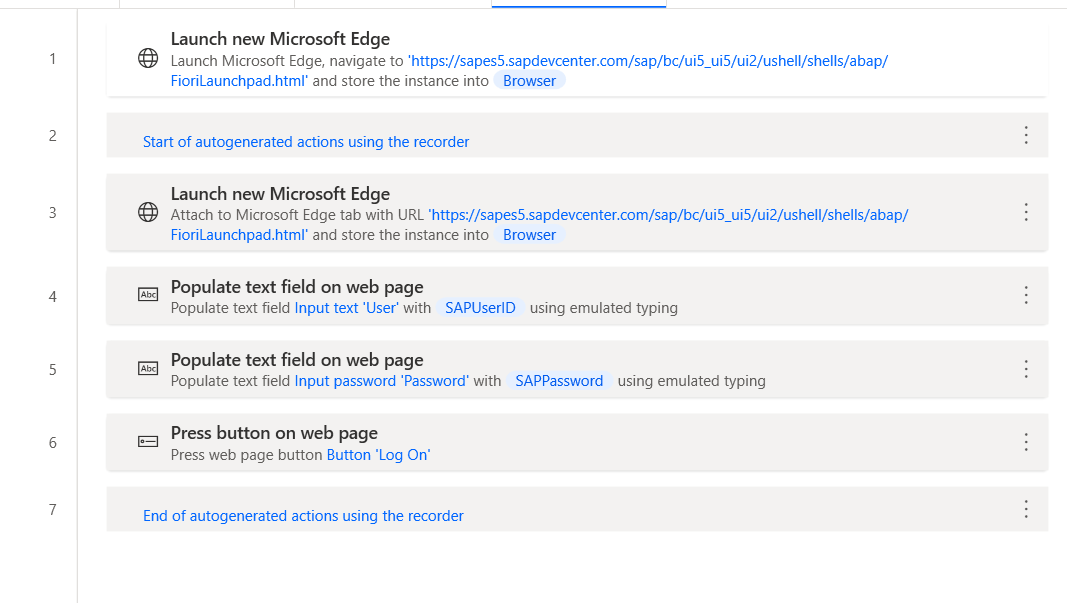 1
Launch new Microsoft Edge
Launch Microsoft Edge, navigate to 'https://sapes5.sapdevcenter.com/sap/bc/ui5_ui5/ui2/ushell/shells/abap/
FioriLaunchpad.html' and store the instance into Browser
2
Start of autogenerated actions using the recorder
3
Launch new Microsoft Edge
Attach to Microsoft Edge tab with URL 'https://sapes5.sapdevcenter.com/sap/bc/ui5_ui5/ui2/ushell/shells/abap/
FioriLaunchpad.html' and store the instance into Browser
4
Abc
Populate text field on web page
Populate text field Input text 'User' with SAPUserID using emulated typing
5
Abc
Populate text field on web page
Populate text field Input password 'Password' with SAPPassword using emulated typing
6
Press button on web page
Press web page button Button 'Log On'
7
End of autogenerated actions using the recorder